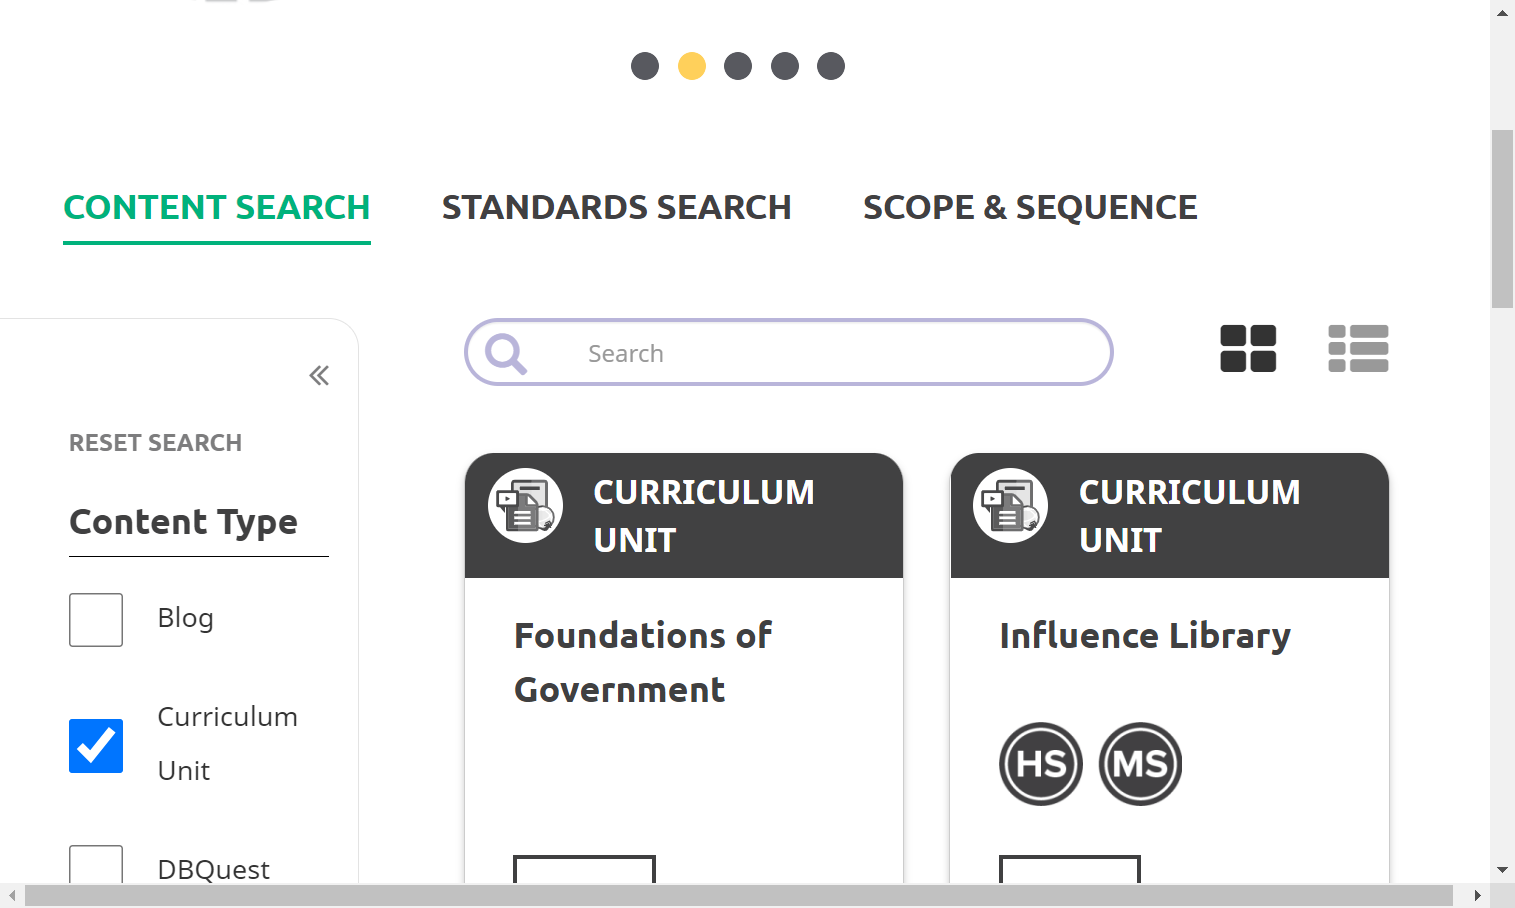 CONTENT SEARCH
STANDARDS SEARCH
SCOPE & SEQUENCE
Search
RESET SEARCH
Content Type
Blog
Curriculum
Unit
DBQuest
CURRICULUM
UNIT
Foundations of
Government
CURRICULUM
UNIT
Influence Library
HS
MS